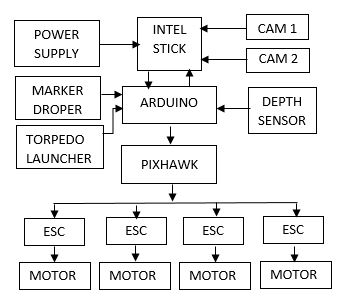 POWER
SUPPLY
INTEL
STICK
CAM 1
CAM 2
MARKER
DROPER
ARDUINO
DEPTH
SENSOR
TORPEDO
LAUNCHER
PIXHAWK
ESC
ESC
ESC
ESC
MOTOR
MOTOR
MOTOR
MOTOR